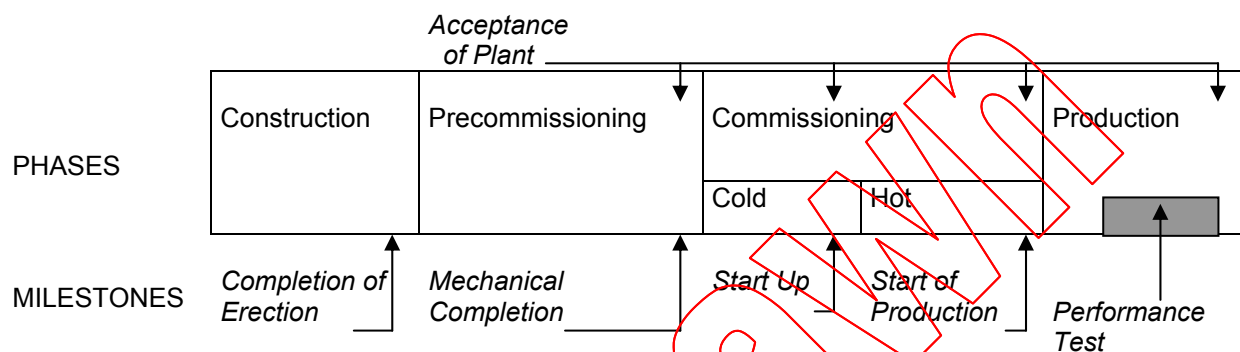 Acceptance
of Plant
Construction
Precommissioning
Commissioning
Production
PHASES
Cold
Hot
MILESTONES
Completion of
Erection
Mechanical
Completion
Start Up
Start of
Production
Performance
Test